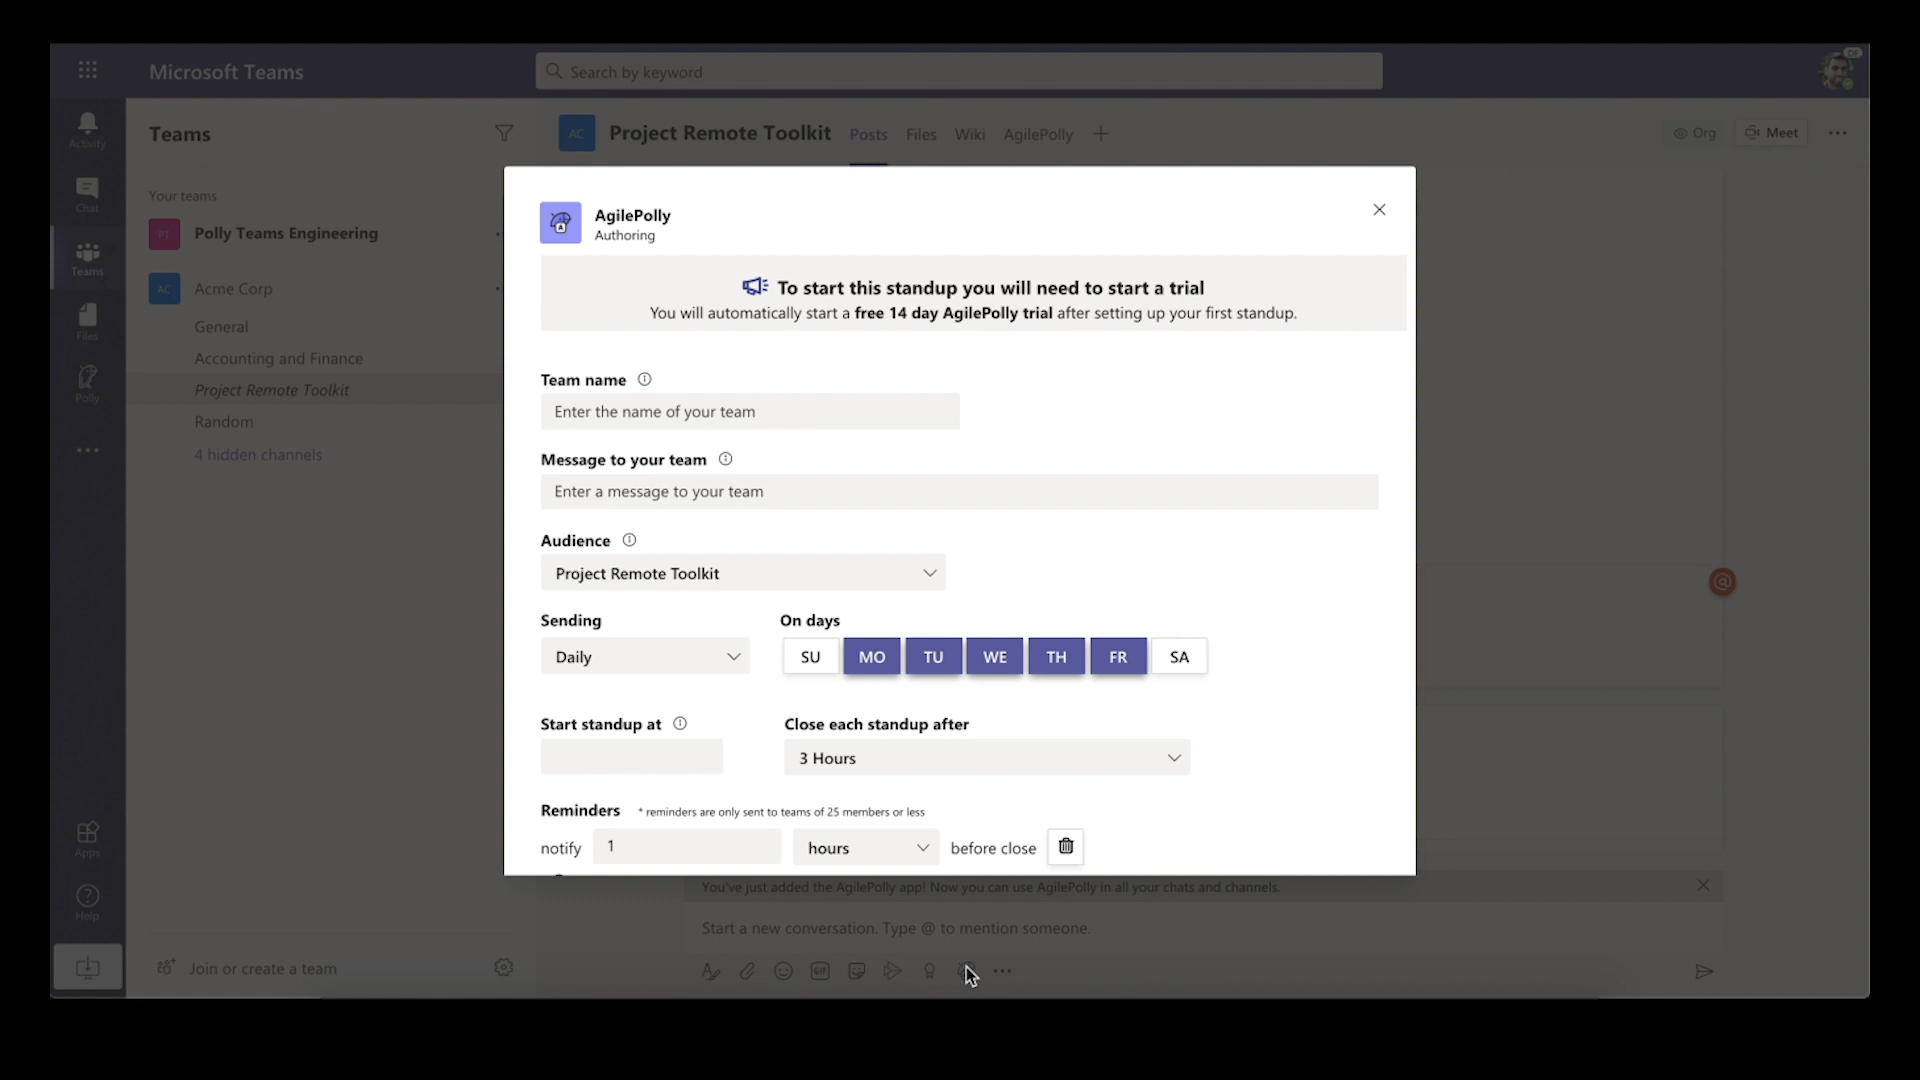 Microsoft Teams
Search by keyword
DF
Activity
Chat
Teams
Files
Polly
Apps
Help
Teams
Your teams
PT Polly Teams Engineering
AC Acme Corp
General
Accounting and Finance
Project Remote Toolkit
Random
4 hidden channels
Join or create a team
AC Project Remote Toolkit Posts Files Wiki AgilePolly
Org Meet
AgilePolly
Authoring
To start this standup you will need to start a trial
You will automatically start a free 14 day AgilePolly trial after setting up your first standup.
Team name
Enter the name of your team
Message to your team
Enter a message to your team
Audience
Project Remote Toolkit
Sending On days
Daily SU MO TU WE TH FR SA
Start standup at Close each standup after
3 Hours
Reminders * reminders are only sent to teams of 25 members or less
notify 1 hours before close
You've just added the AgilePolly app! Now you can use AgilePolly in all your chats and channels.
Start a new conversation. Type @ to mention someone.
GIF